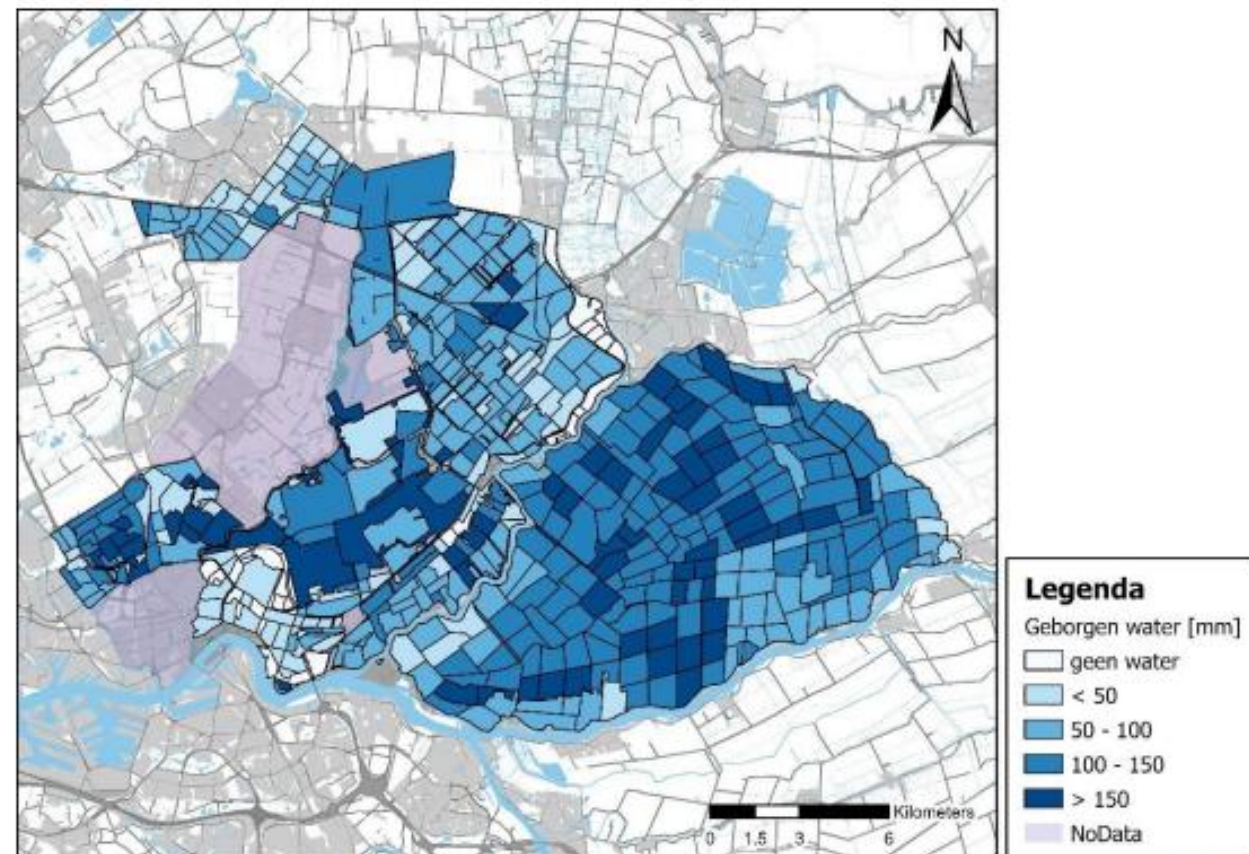 N
Kilometers
0 1.5 3 6
Legenda
Geborgen water [mm]
geen water
< 50
50 - 100
100 - 150
> 150
NoData